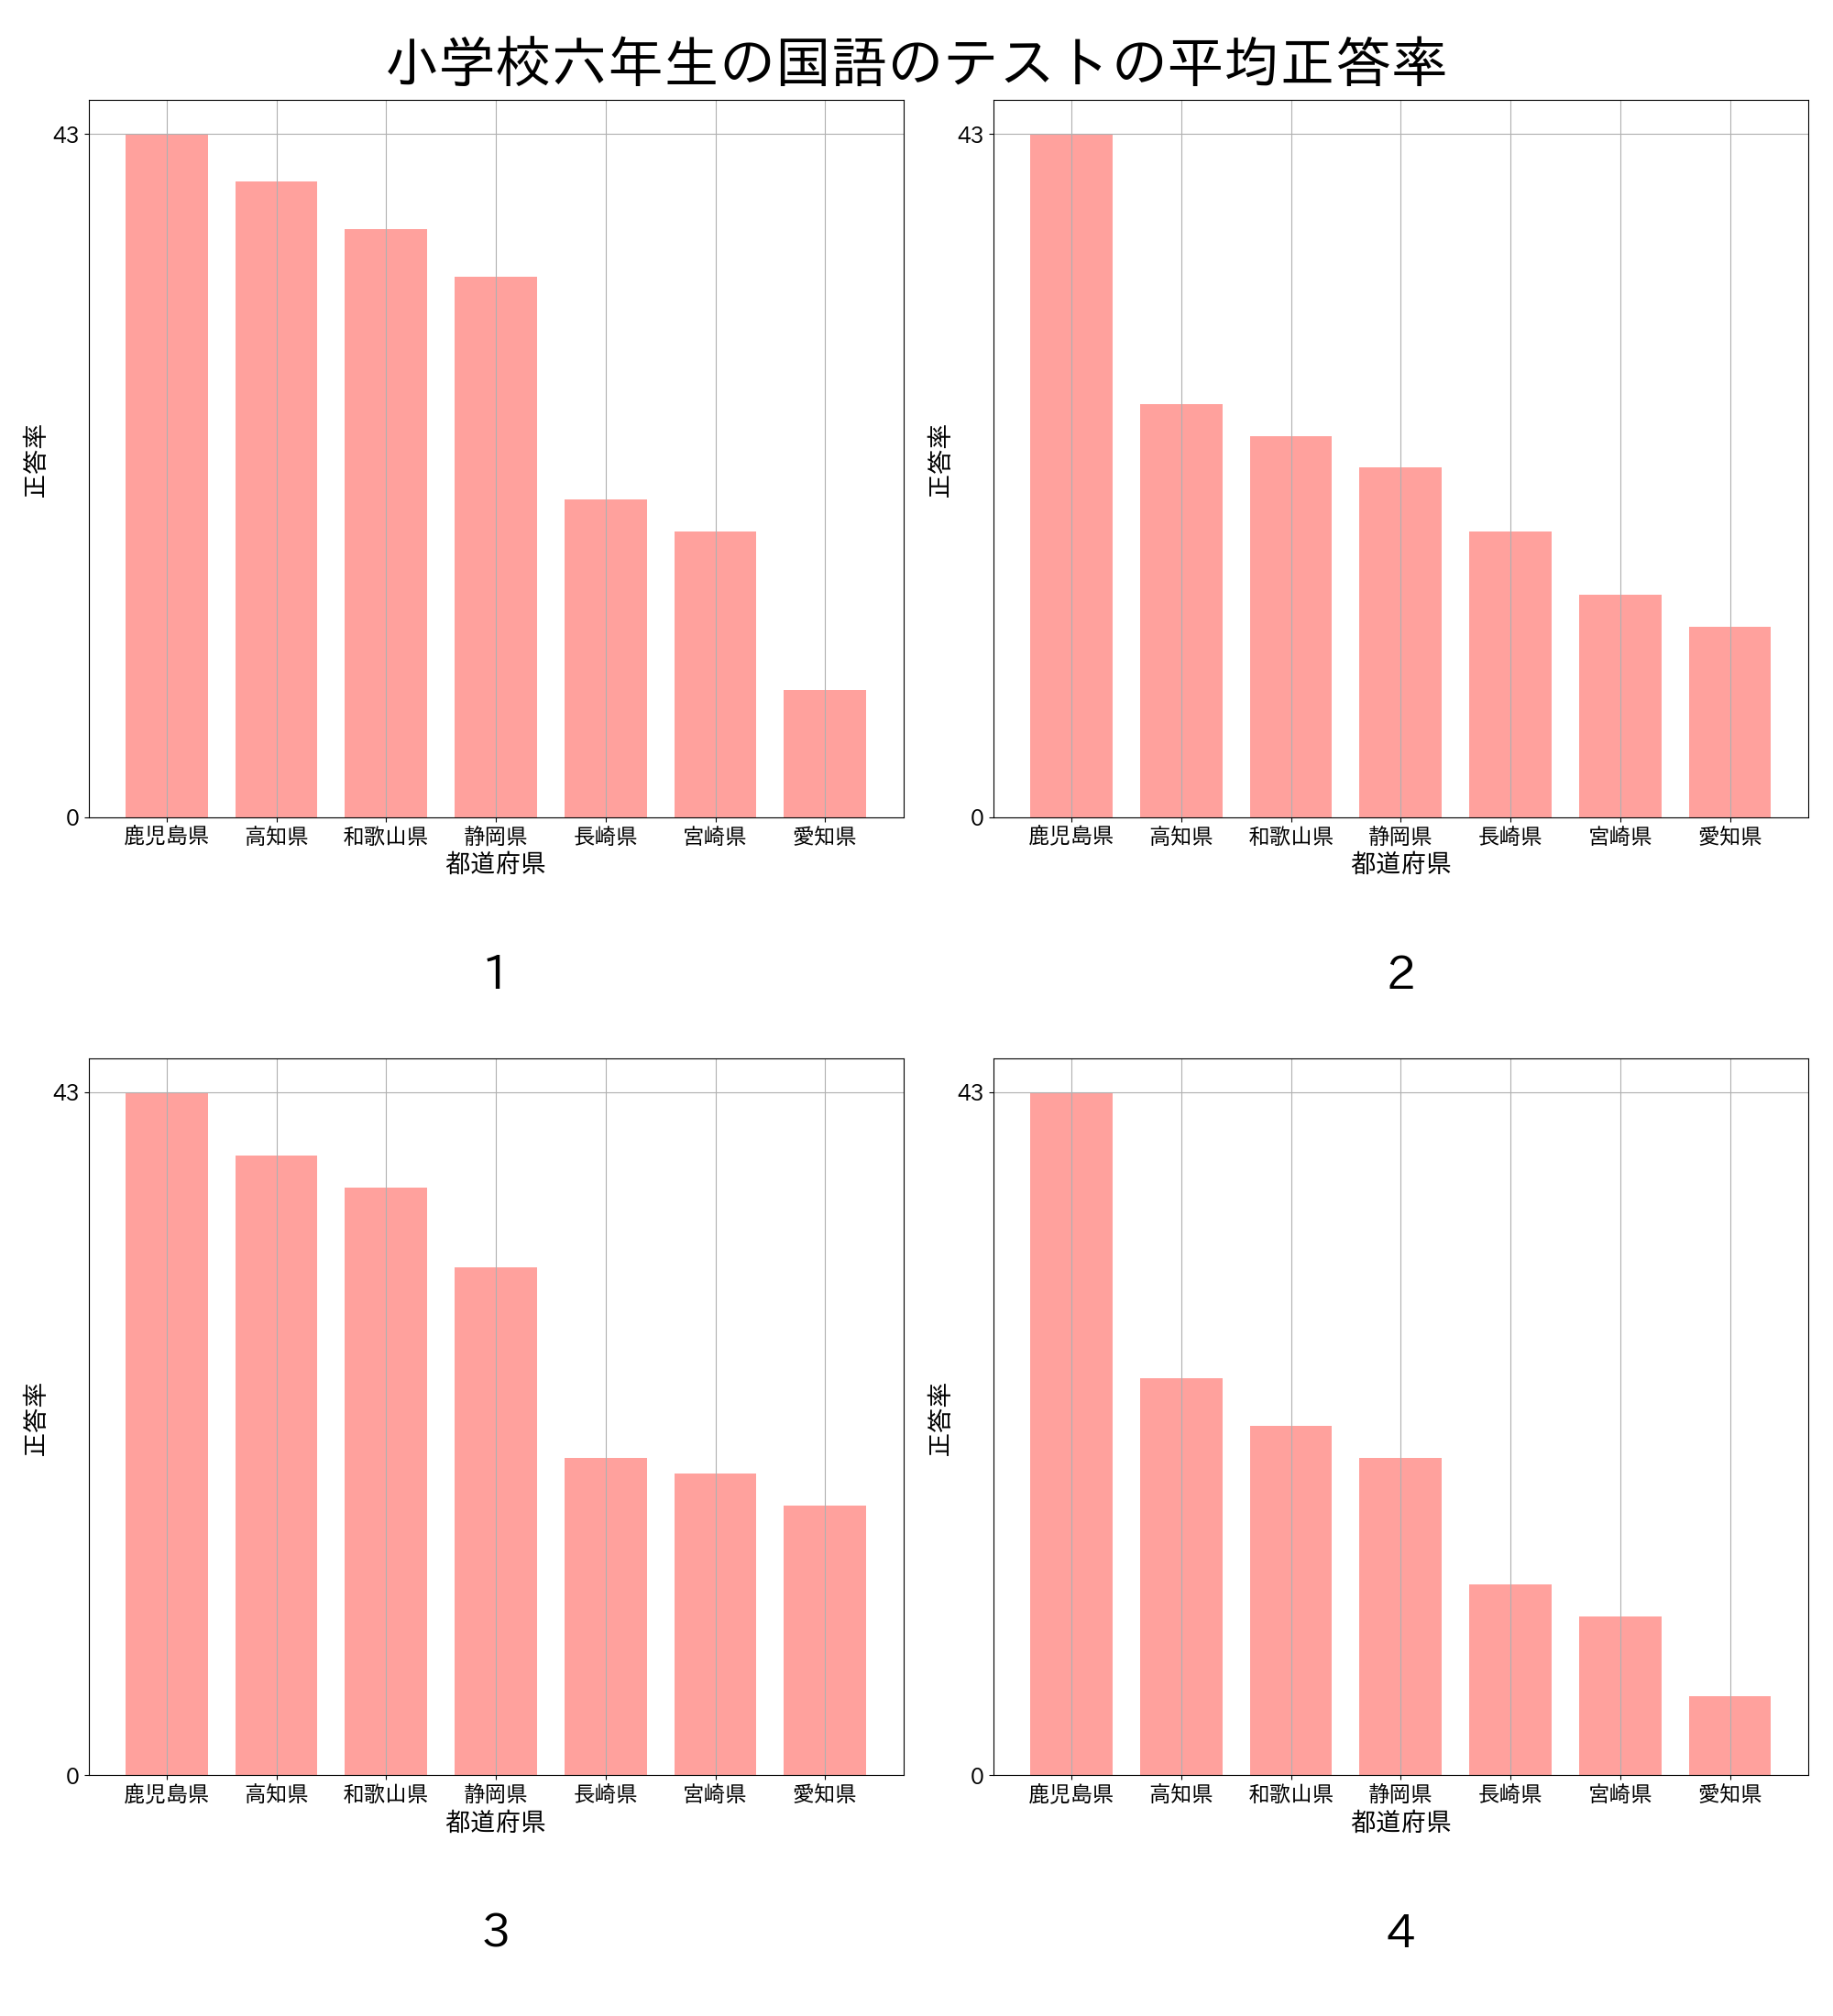 小学校六年生の国語のテストの平均正答率
43
0
正答率
鹿児島県 高知県 和歌山県 静岡県 長崎県 宮崎県 愛知県
都道府県
1
43
0
正答率
鹿児島県 高知県 和歌山県 静岡県 長崎県 宮崎県 愛知県
都道府県
2
43
0
正答率
鹿児島県 高知県 和歌山県 静岡県 長崎県 宮崎県 愛知県
都道府県
3
43
0
正答率
鹿児島県 高知県 和歌山県 静岡県 長崎県 宮崎県 愛知県
都道府県
4